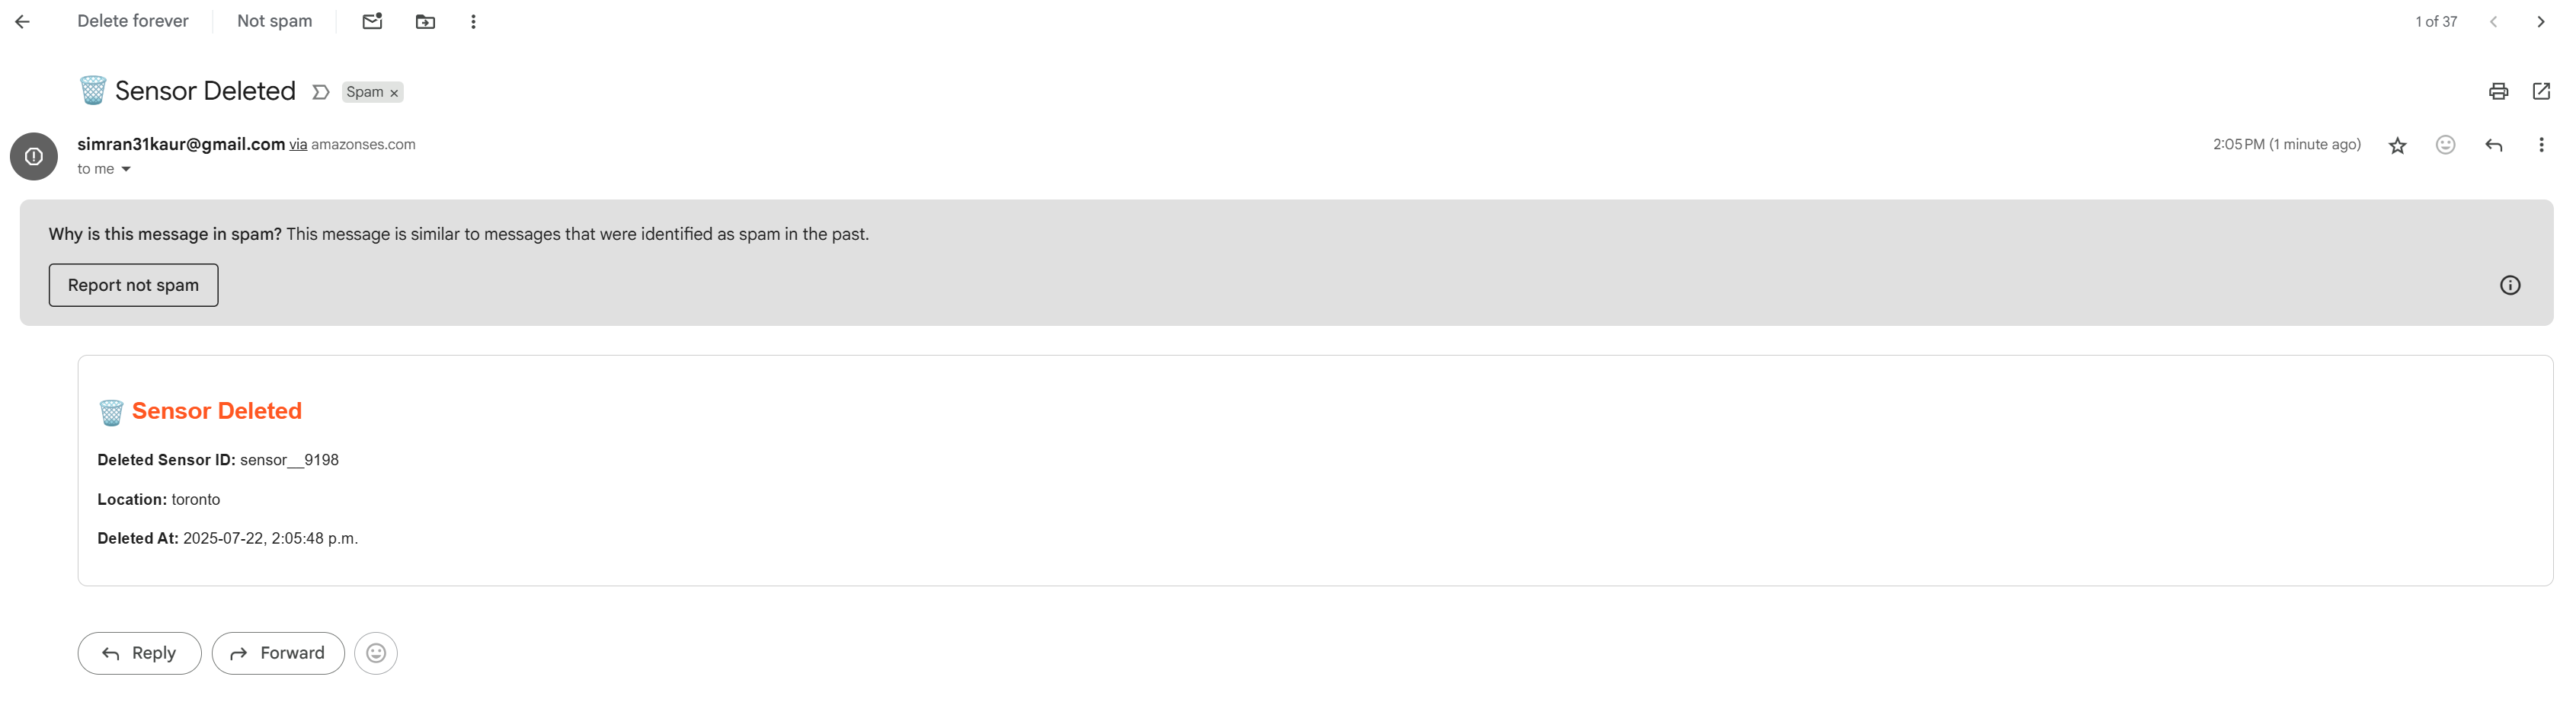 Delete forever
Not spam
1 of 37
🗑️ Sensor Deleted
Spam ×
simran31kaur@gmail.com via amazonses.com
2:05 PM (1 minute ago)
to me
Why is this message in spam? This message is similar to messages that were identified as spam in the past.
Report not spam
🗑️ Sensor Deleted
Deleted Sensor ID: sensor__9198
Location: toronto
Deleted At: 2025-07-22, 2:05:48 p.m.
Reply
Forward